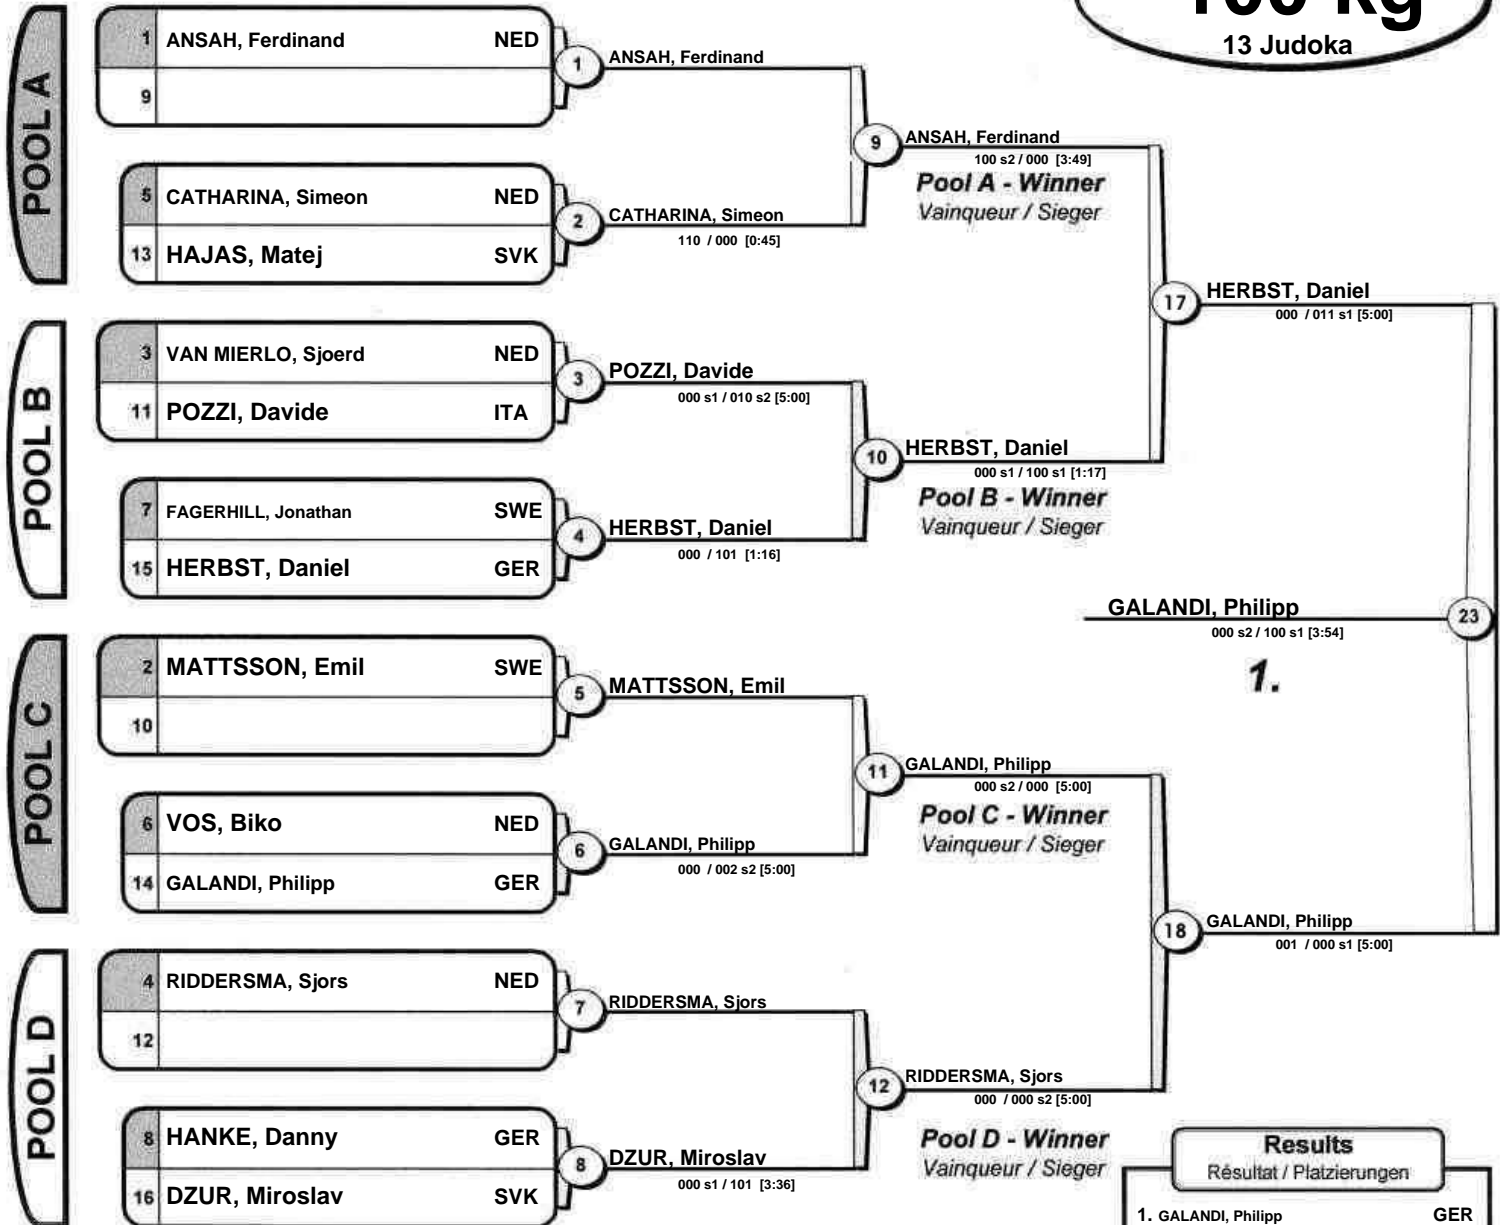 100 kg
13 Judoka
POOL A
1 ANSAH, Ferdinand NED
9
5 CATHARINA, Simeon NED
13 HAJAS, Matej SVK
1 ANSAH, Ferdinand
2 CATHARINA, Simeon
110 / 000 [0:45]
9 ANSAH, Ferdinand
100 s2 / 000 [3:49]
Pool A - Winner
Vainqueur / Sieger
POOL B
3 VAN MIERLO, Sjoerd NED
11 POZZI, Davide ITA
7 FAGERHILL, Jonathan SWE
15 HERBST, Daniel GER
3 POZZI, Davide
000 s1 / 010 s2 [5:00]
4 HERBST, Daniel
000 / 101 [1:16]
10 HERBST, Daniel
000 s1 / 100 s1 [1:17]
Pool B - Winner
Vainqueur / Sieger
17 HERBST, Daniel
000 / 011 s1 [5:00]
GALANDI, Philipp 23
000 s2 / 100 s1 [3:54]
1.
POOL C
2 MATTSSON, Emil SWE
10
6 VOS, Biko NED
14 GALANDI, Philipp GER
5 MATTSSON, Emil
6 GALANDI, Philipp
000 / 002 s2 [5:00]
11 GALANDI, Philipp
000 s2 / 000 [5:00]
Pool C - Winner
Vainqueur / Sieger
18 GALANDI, Philipp
001 / 000 s1 [5:00]
POOL D
4 RIDDERSMA, Sjors NED
12
8 HANKE, Danny GER
16 DZUR, Miroslav SVK
7 RIDDERSMA, Sjors
8 DZUR, Miroslav
000 s1 / 101 [3:36]
12 RIDDERSMA, Sjors
000 / 000 s2 [5:00]
Pool D - Winner
Vainqueur / Sieger
Results
Résultat / Platzierungen
1. GALANDI, Philipp GER